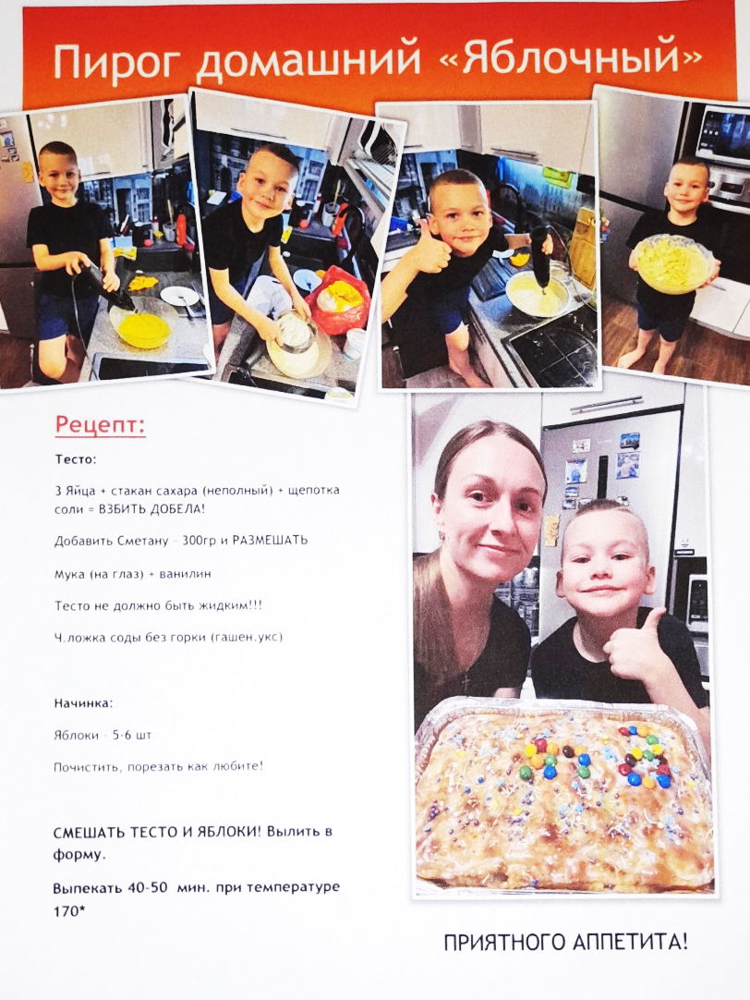 Пирог домашний «Яблочный»
Рецепт:
Тесто:
3 Яйца + стакан сахара (неполный) + щепотка
соли = ВЗБИТЬ ДОБЕЛА!
Добавить Сметану - 300гр и РАЗМЕШАТЬ
Мука (на глаз) + ванилин
Тесто не должно быть жидким!!!
Ч.ложка соды без горки (гашен.укс)
Начинка:
Яблоки - 5-6 шт
Почистить, порезать как любите!
СМЕШАТЬ ТЕСТО И ЯБЛОКИ! Вылить в
форму.
Выпекать 40-50 мин. при температуре
170*
ПРИЯТНОГО АППЕТИТА!